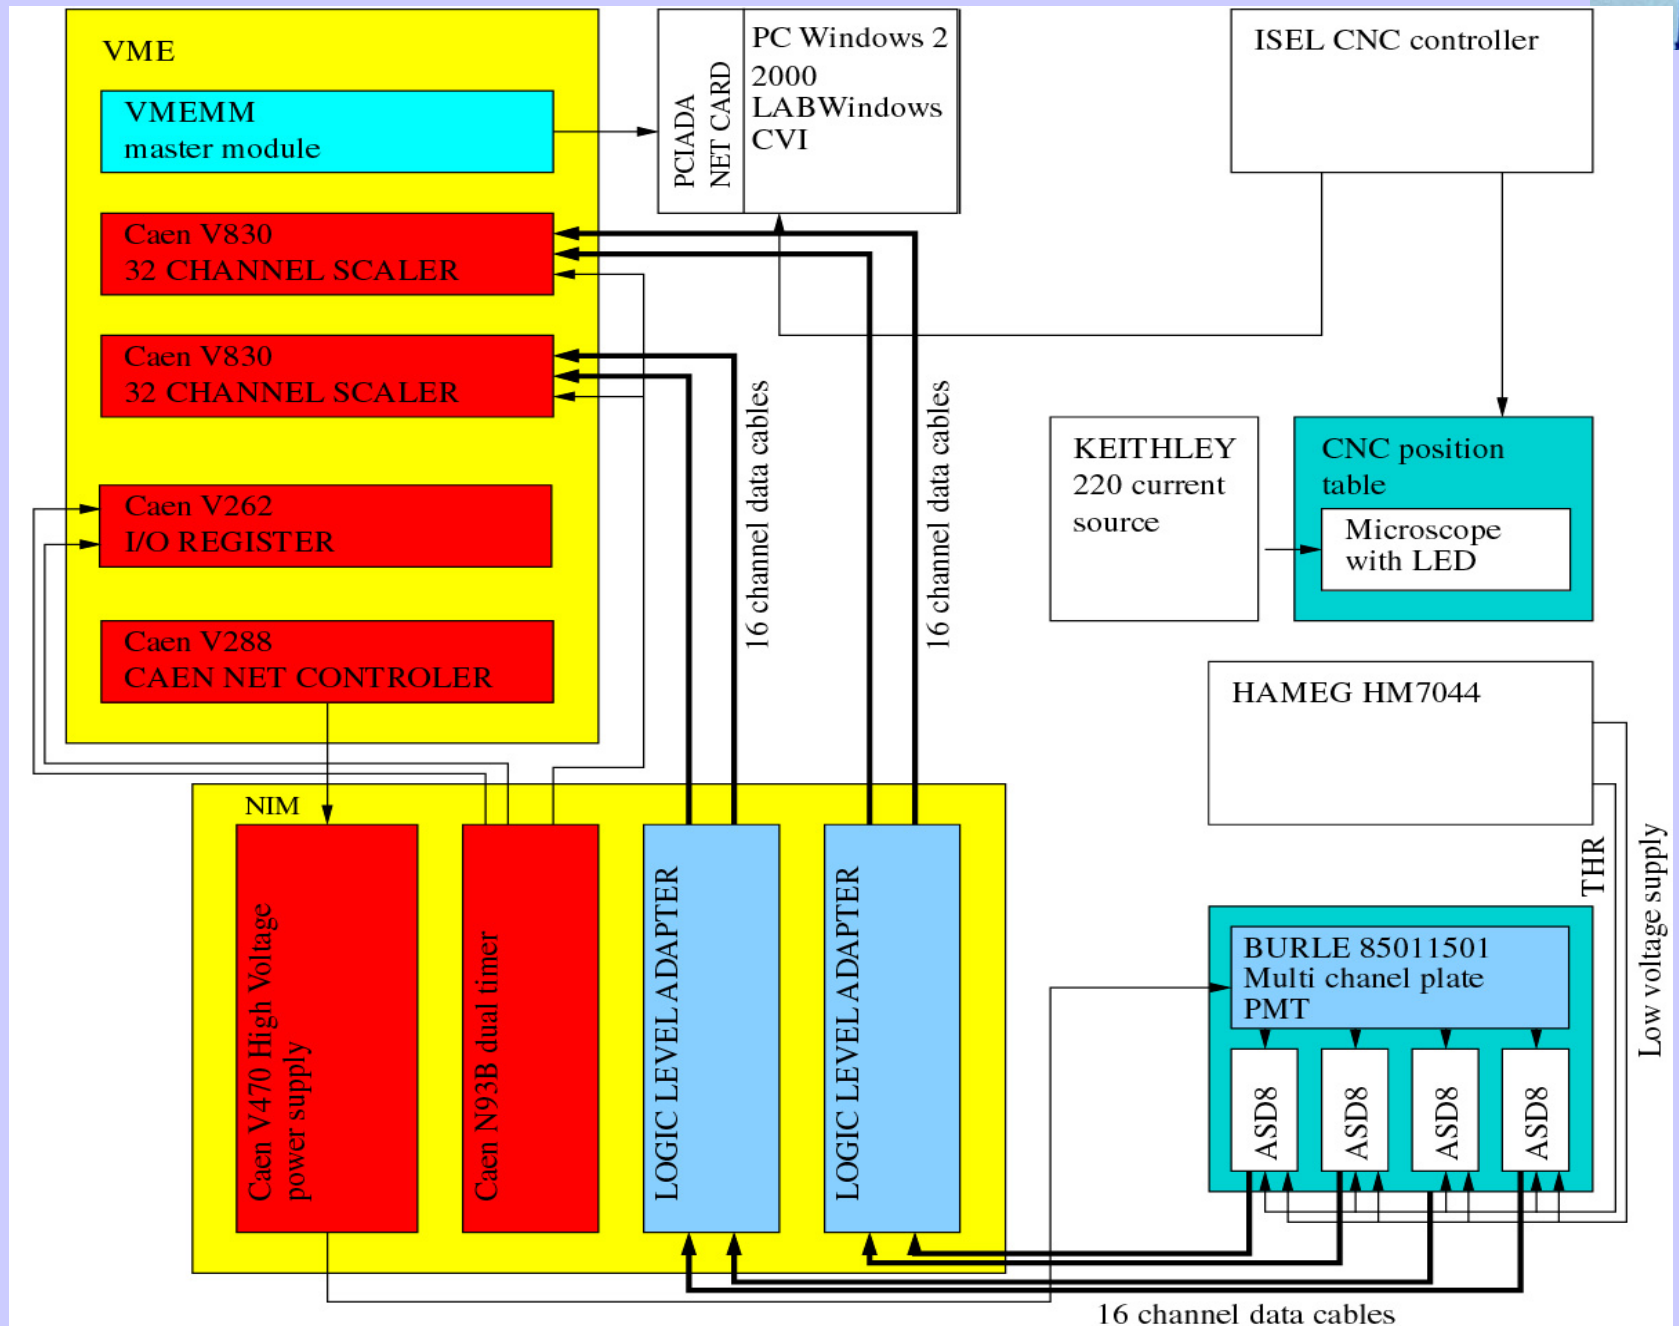 VME
VMEMM
master module
Caen V830
32 CHANNEL SCALER
Caen V830
32 CHANNEL SCALER
Caen V262
I/O REGISTER
Caen V288
CAEN NET CONTROLER
PCIADA
NET CARD
PC Windows 2
2000
LABWindows
CVI
ISEL CNC controller
16 channel data cables
16 channel data cables
KEITHLEY
220 current
source
CNC position
table
Microscope
with LED
HAMEG HM7044
THR
Low voltage supply
NIM
Caen V470 High Voltage
power supply
Caen N93B dual timer
LOGIC LEVEL ADAPTER
LOGIC LEVEL ADAPTER
BURLE 85011501
Multi chanel plate
PMT
ASD8
ASD8
ASD8
ASD8
16 channel data cables